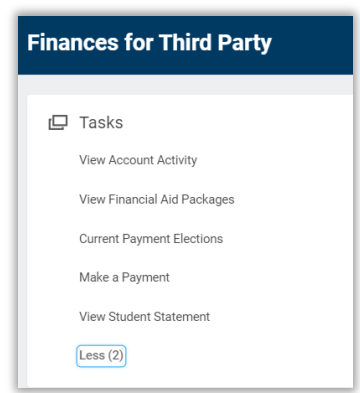 Finances for Third Party
Tasks
View Account Activity
View Financial Aid Packages
Current Payment Elections
Make a Payment
View Student Statement
Less (2)